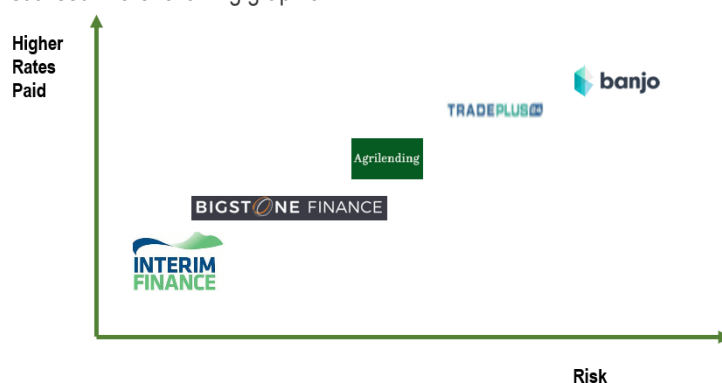 Higher
Rates
Paid
banjo
TRADEPLUS24
Agrilending
BIGSTONE FINANCE
INTERIM
FINANCE
Risk